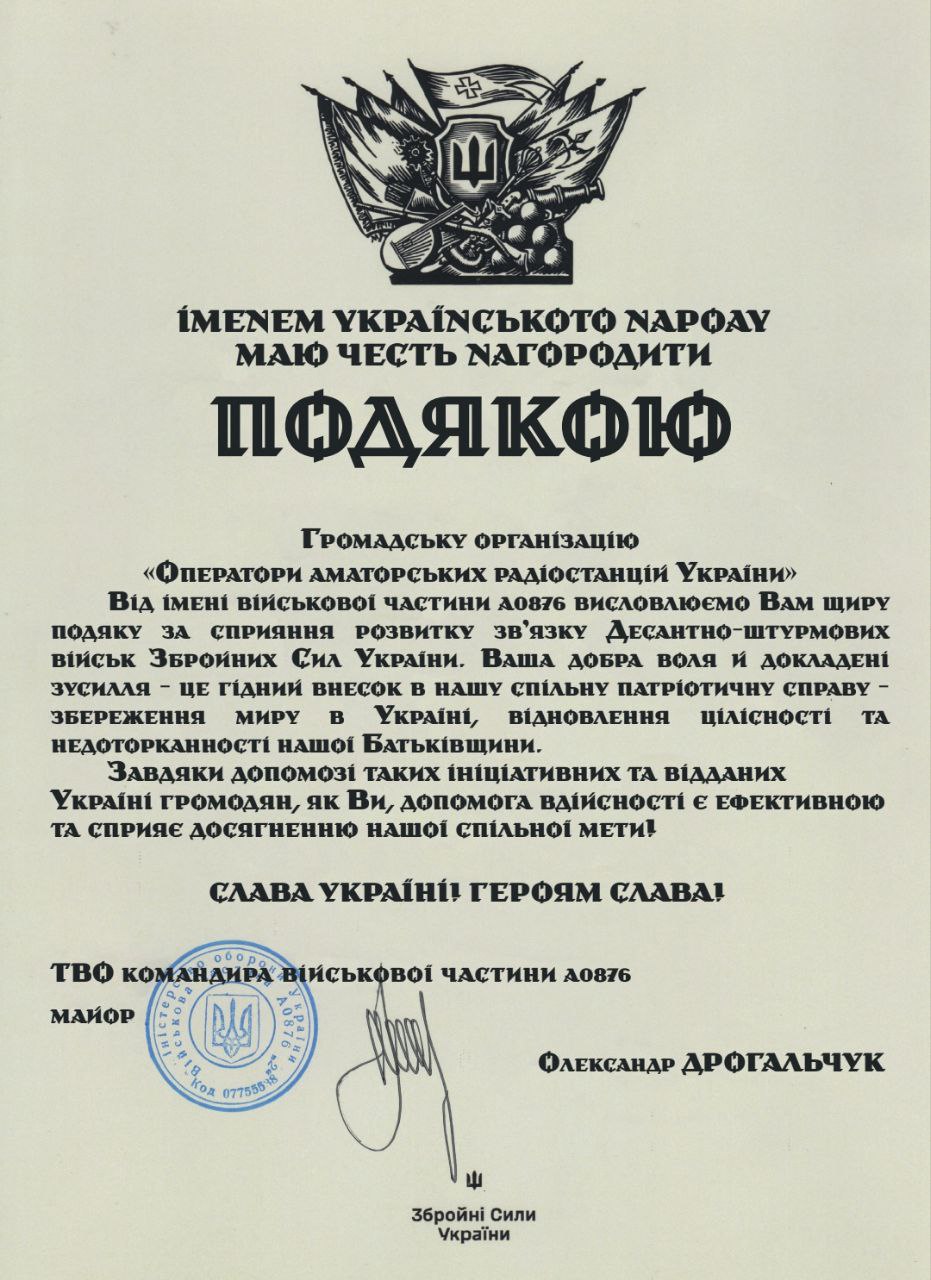 ІМЕНЕМ УКРАЇНСЬКОГО НАРОДУ
МАЮ ЧЕСТЬ НАГОРОДИТИ
ПОДЯКОЮ
Громадську організацію
«Оператори аматорських радіостанцій України»
Від імені військової частини А0876 висловлюємо Вам щиру
подяку за сприяння розвитку зв'язку Десантно-штурмових
військ Збройних Сил України. Ваша добра воля й докладені
зусилля - це гідний внесок в нашу спільну патріотичну справу -
збереження миру в Україні, відновлення цілісності та
недоторканності нашої Батьківщини.
Завдяки допомозі таких ініціативних та відданих
Україні громодян, як Ви, допомога вдійсності є ефективною
та сприяє досягненню нашої спільної мети!
СЛАВА УКРАЇНІ! ГЕРОЯМ СЛАВА!
ТВО командира військової частини А0876
майор
Міністерство оборони України
Військова частина А0876
Код 07755538
Олександр ДРОГАЛЬЧУК
Збройні Сили
України